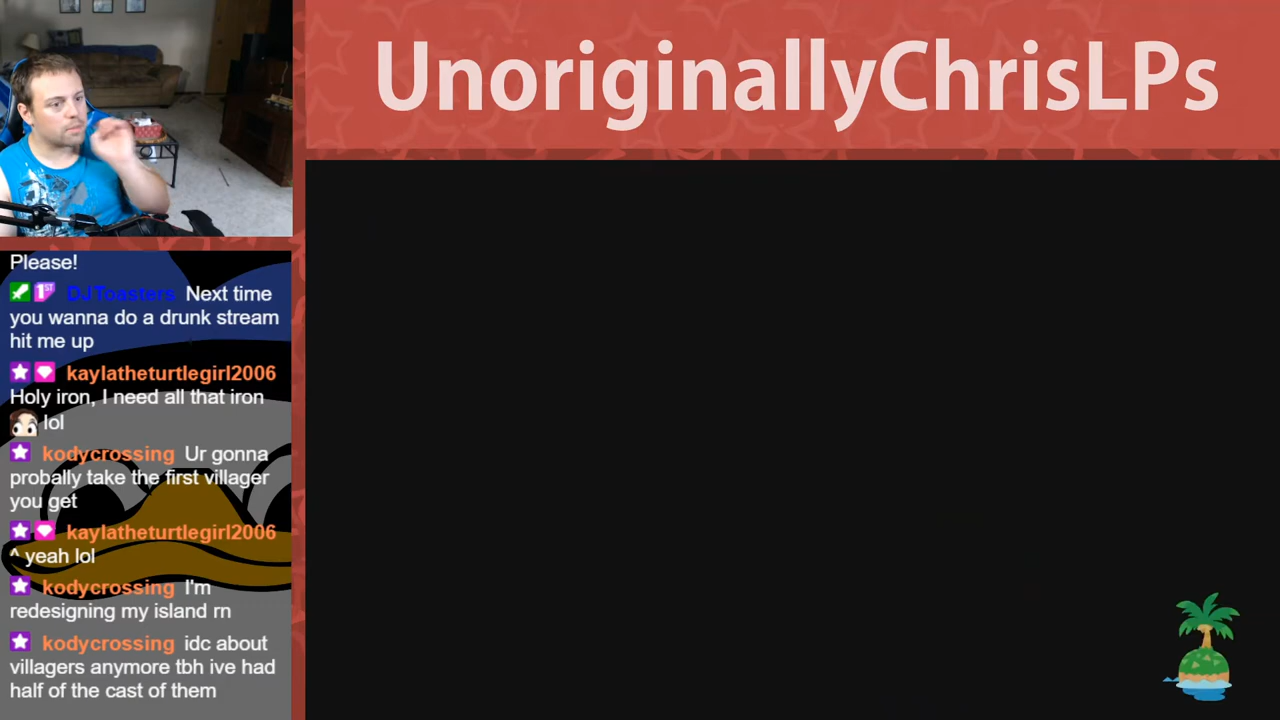 UnoriginallyChrisLPs
Please!
1ST DJToasters Next time
you wanna do a drunk stream
hit me up
kaylatheturtlegirl2006
Holy iron, I need all that iron
lol
kodycrossing Ur gonna
probally take the first villager
you get
kaylatheturtlegirl2006
^ yeah lol
kodycrossing I'm
redesigning my island rn
kodycrossing idc about
villagers anymore tbh ive had
half of the cast of them